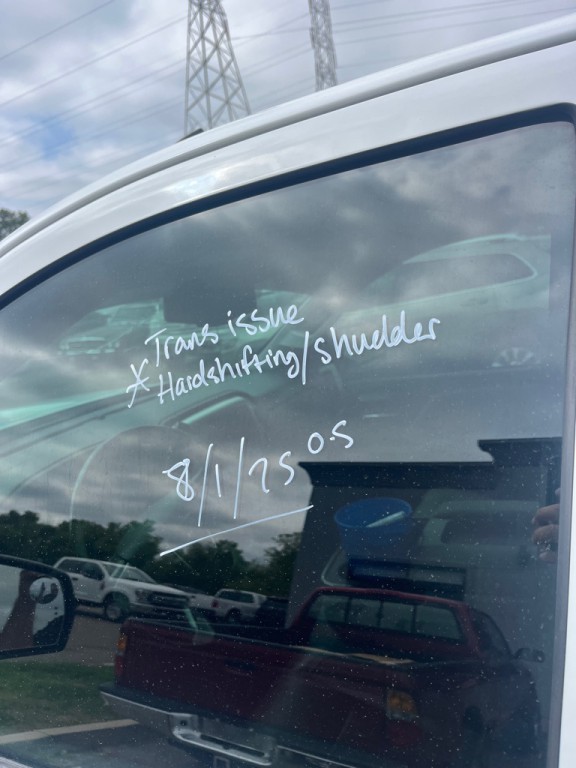 Trans issue
* Hardshifting/shudder
8/1/25 O.S